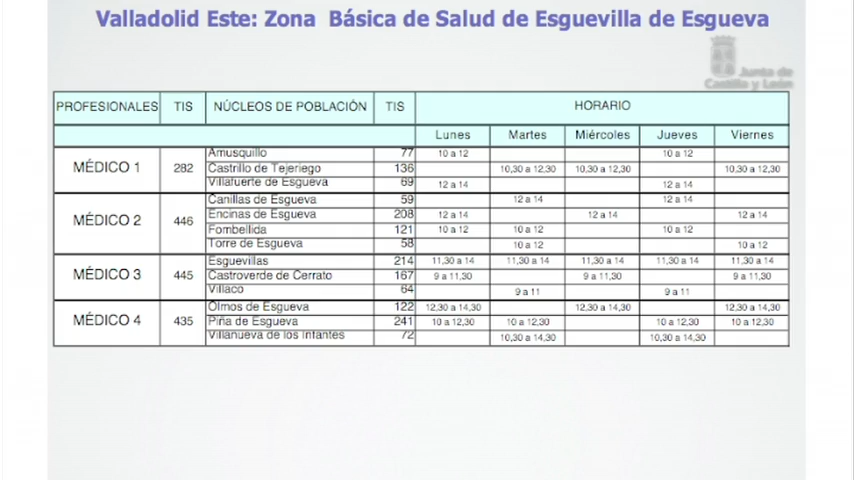 Valladolid Este: Zona Básica de Salud de Esguevilla de Esgueva
Junta de
Castilla y León
PROFESIONALES TIS NÚCLEOS DE POBLACIÓN TIS HORARIO
Lunes Martes Miércoles Jueves Viernes
MÉDICO 1 282
Amusquillo 77 10 a 12 10 a 12
Castrillo de Tejeriego 136 10,30 a 12,30 10,30 a 12,30 10,30 a 12,30
Villafuerte de Esgueva 69 12 a 14 12 a 14
MÉDICO 2 446
Canillas de Esgueva 59 12 a 14 12 a 14
Encinas de Esgueva 208 12 a 14 12 a 14 12 a 14
Fombellida 121 10 a 12 10 a 12 10 a 12
Torre de Esgueva 58 10 a 12 10 a 12
MÉDICO 3 445
Esguevillas 214 11,30 a 14 11,30 a 14 11,30 a 14 11,30 a 14 11,30 a 14
Castroverde de Cerrato 167 9 a 11,30 9 a 11,30 9 a 11,30
Villaco 64 9 a 11 9 a 11
MÉDICO 4 435
Olmos de Esgueva 122 12,30 a 14,30 12,30 a 14,30 12,30 a 14,30
Piña de Esgueva 241 10 a 12,30 10 a 12,30 10 a 12,30 10 a 12,30
Villanueva de los Infantes 72 10,30 a 14,30 10,30 a 14,30